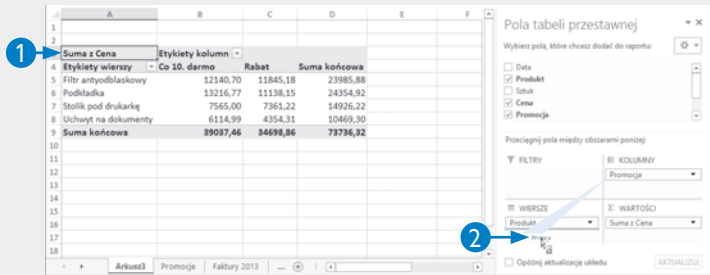 A B C D E F
1
2
3 Suma z Cena Etykiety kolumn
4 Etykiety wierszy Co 10. darmo Rabat Suma końcowa
5 Filtr antyodblaskowy 12140,70 11845,18 23985,88
6 Podkładka 13216,77 11138,15 24354,92
7 Stolik pod drukarkę 7565,00 7361,22 14926,22
8 Uchwyt na dokumenty 6114,99 4354,31 10469,30
9 Suma końcowa 39037,46 34698,86 73736,32
10
11
12
13
14
15
16
17
18
Arkusz3 Promocje Faktury 2013 ...
1
Pola tabeli przestawnej
Wybierz pola, które chcesz dodać do raportu:
Data
Produkt
Sztuk
Cena
Promocja
Przeciągnij pola między obszarami poniżej:
FILTRY KOLUMNY
Promocja
WIERSZE WARTOŚCI
Produkt Suma z Cena
2
Opóźnij aktualizację układu AKTUALIZUJ